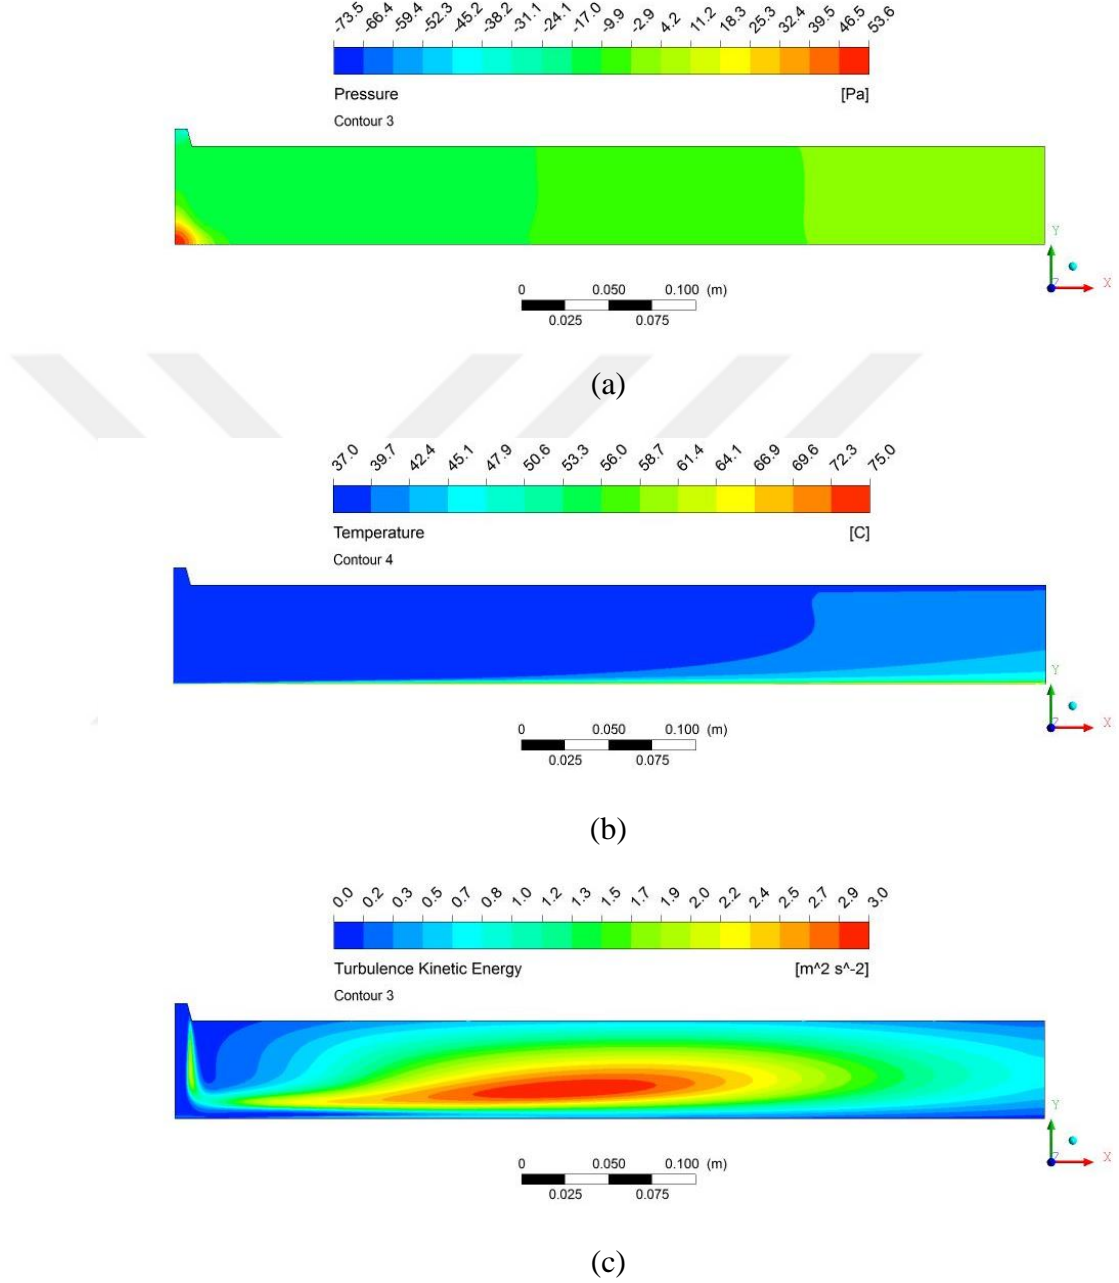 -73.5 -66.4 -59.4 -52.3 -45.2 -38.2 -31.1 -24.1 -17.0 -9.9 -2.9 4.2 11.2 18.3 25.3 32.4 39.5 46.5 53.6
Pressure [Pa]
Contour 3
Y
Z X
0 0.050 0.100 (m)
0.025 0.075
(a)
37.0 39.7 42.4 45.1 47.9 50.6 53.3 56.0 58.7 61.4 64.1 66.9 69.6 72.3 75.0
Temperature [C]
Contour 4
Y
Z X
0 0.050 0.100 (m)
0.025 0.075
(b)
0.0 0.2 0.3 0.5 0.7 0.8 1.0 1.2 1.3 1.5 1.7 1.9 2.0 2.2 2.4 2.5 2.7 2.9 3.0
Turbulence Kinetic Energy [m^2 s^-2]
Contour 3
Y
Z X
0 0.050 0.100 (m)
0.025 0.075
(c)